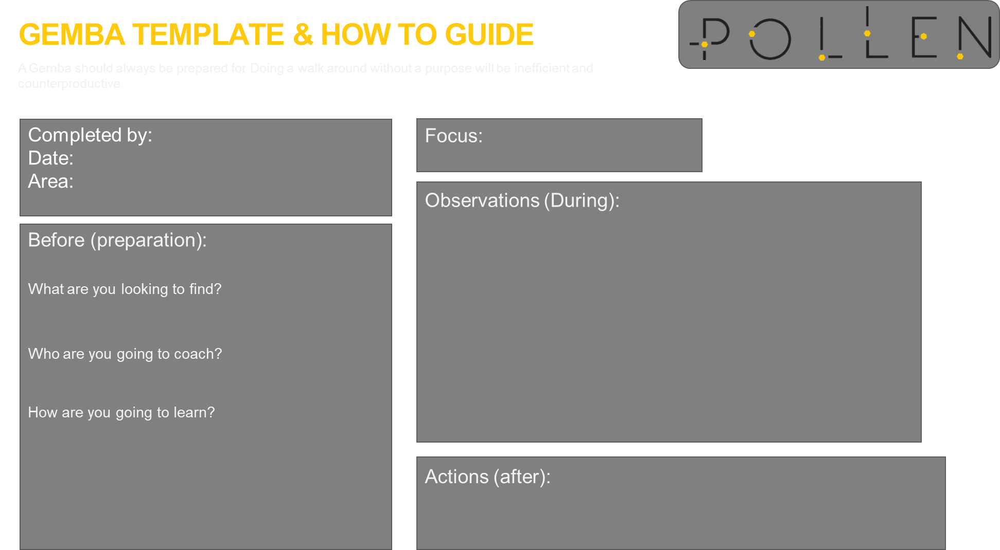 GEMBA TEMPLATE & HOW TO GUIDE
POLLEN
A Gemba should always be prepared for. Doing a walk around without a purpose will be inefficient and
counterproductive.
Completed by:
Date:
Area:
Before (preparation):
What are you looking to find?
Who are you going to coach?
How are you going to learn?
Focus:
Observations (During):
Actions (after):